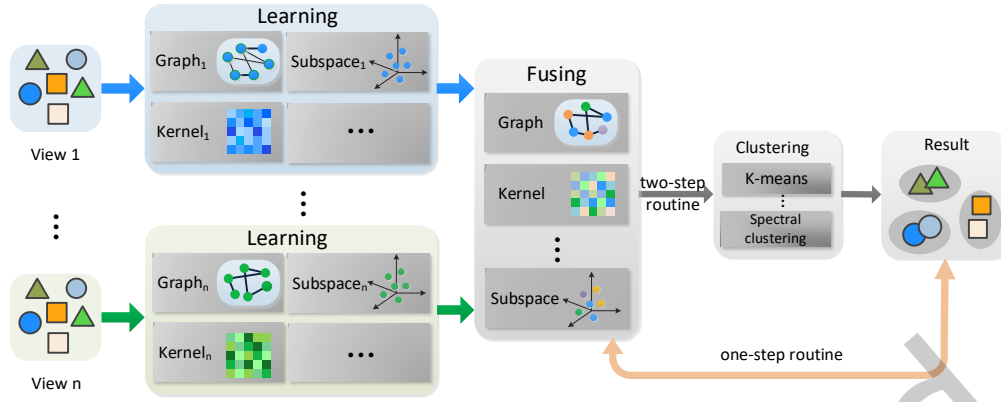 Learning
Graph1
Subspace1
Kernel1
...
View 1
...
...
Learning
Graphn
Subspacen
Kerneln
...
View n
Fusing
Graph
Kernel
...
Subspace
two-step
routine
Clustering
K-means
...
Spectral
clustering
Result
one-step routine